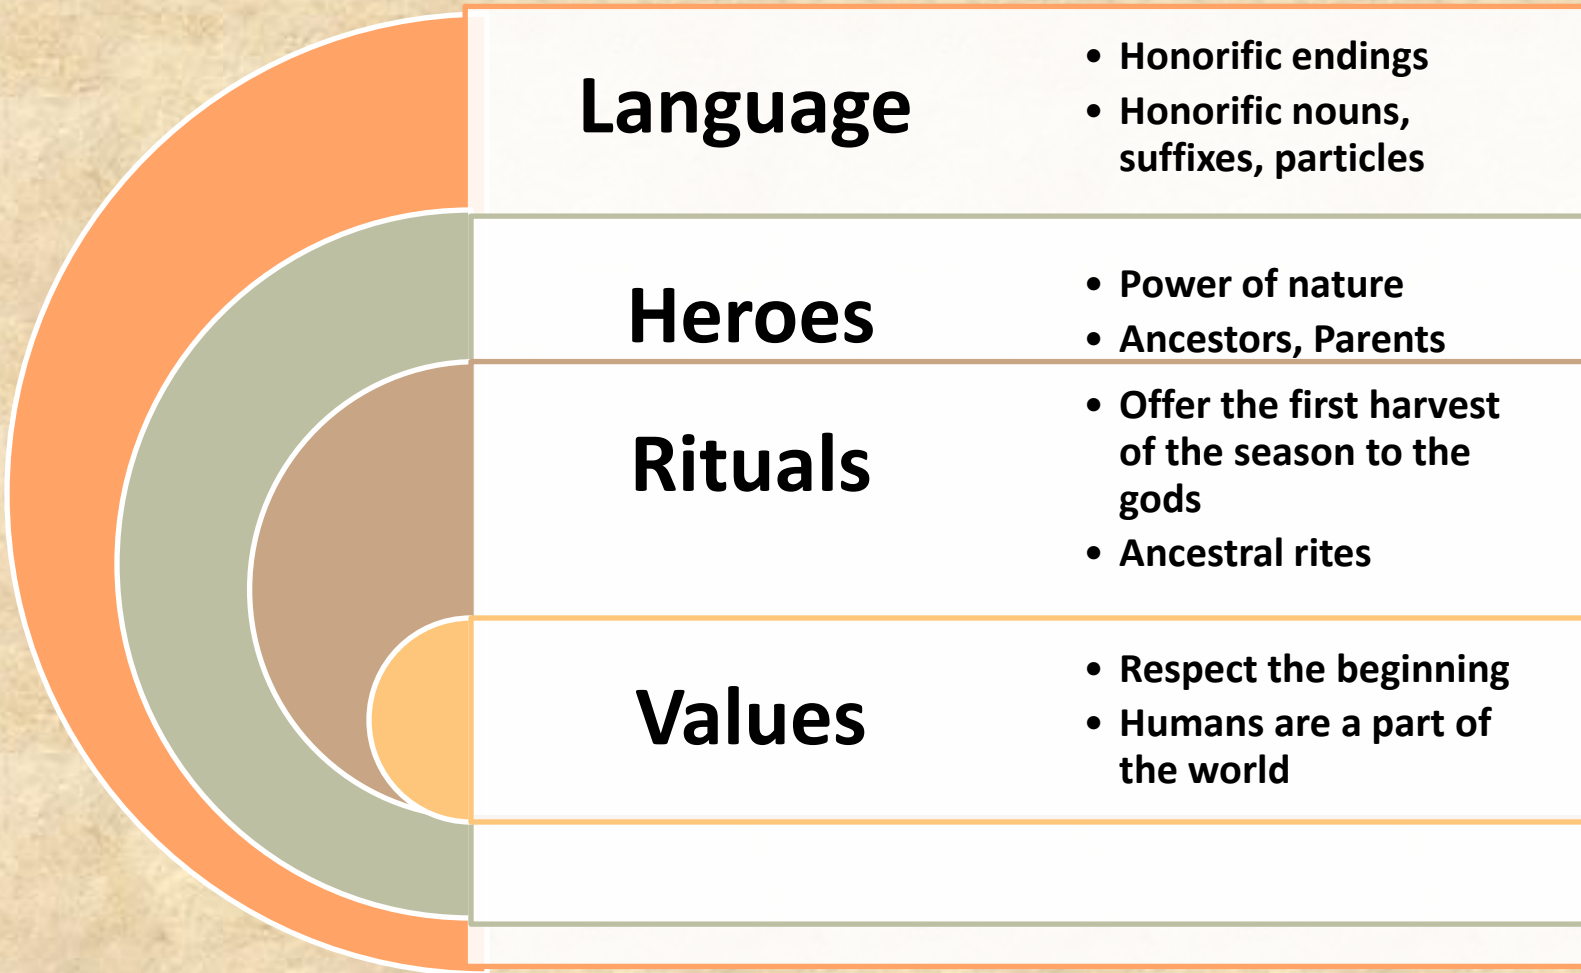 Language
• Honorific endings
• Honorific nouns,
suffixes, particles
Heroes
• Power of nature
• Ancestors, Parents
Rituals
• Offer the first harvest
of the season to the
gods
• Ancestral rites
Values
• Respect the beginning
• Humans are a part of
the world